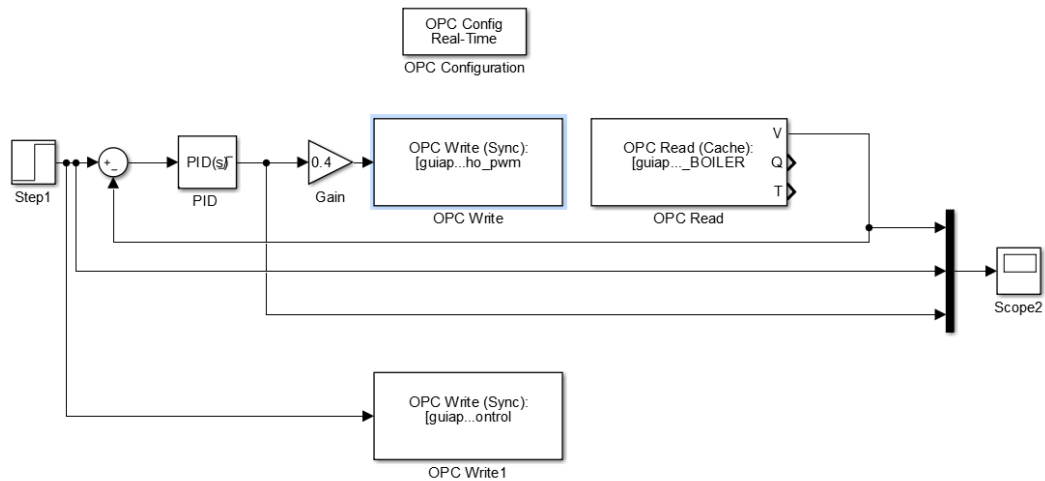 OPC Config
Real-Time
OPC Configuration
Step1
+
−
PID(s)
PID
0.4
Gain
OPC Write (Sync):
[guiap...ho_pwm
OPC Write
OPC Read (Cache):
[guiap..._BOILER
V
Q
T
OPC Read
Scope2
OPC Write (Sync):
[guiap...ontrol
OPC Write1